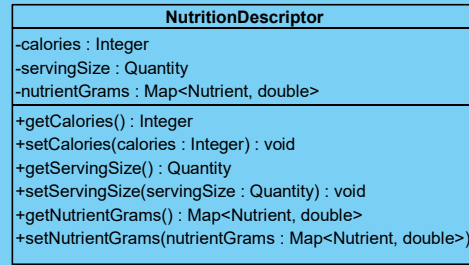 NutritionDescriptor
-calories : Integer
-servingSize : Quantity
-nutrientGrams : Map<Nutrient, double>
+getCalories() : Integer
+setCalories(calories : Integer) : void
+getServingSize() : Quantity
+setServingSize(servingSize : Quantity) : void
+getNutrientGrams() : Map<Nutrient, double>
+setNutrientGrams(nutrientGrams : Map<Nutrient, double>)